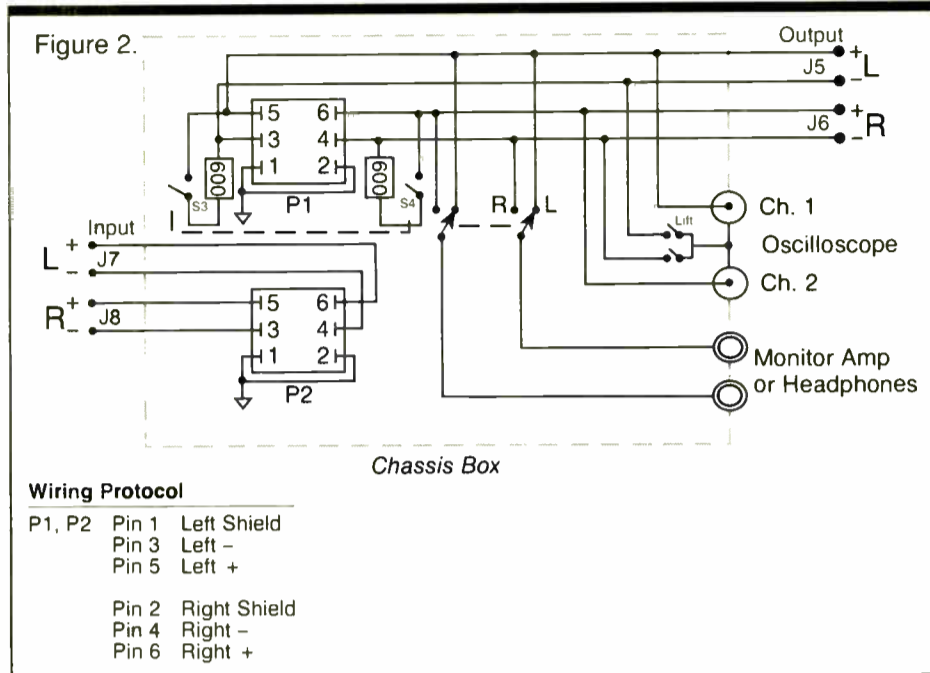 Figure 2.
Output
+
J5 L
−
+
J6 R
−
5 6
3 4
1 2
P1
600
S3
600
S4
I
R L
Lift
Ch. 1
Oscilloscope
Ch. 2
Input
L +
J7
−
R +
J8
−
5 6
3 4
1 2
P2
Monitor Amp
or Headphones
Chassis Box
Wiring Protocol
P1, P2 Pin 1 Left Shield
Pin 3 Left –
Pin 5 Left +
Pin 2 Right Shield
Pin 4 Right –
Pin 6 Right +